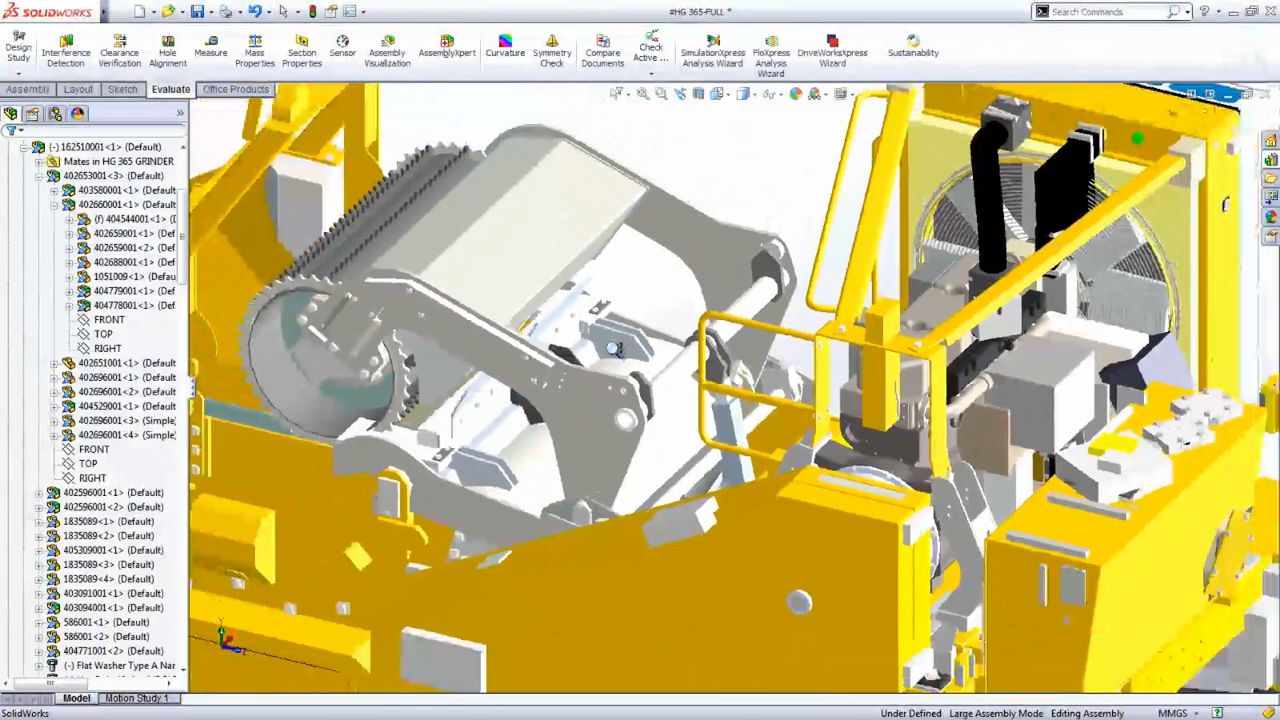 SOLIDWORKS
#HG 365-FULL *
Search Commands
Design Study
Interference Detection
Clearance Verification
Hole Alignment
Measure
Mass Properties
Section Properties
Sensor
Assembly Visualization
AssemblyXpert
Curvature
Symmetry Check
Compare Documents
Check Active ...
SimulationXpress Analysis Wizard
FloXpress Analysis Wizard
DriveWorksXpress Wizard
Sustainability
Assembly
Layout
Sketch
Evaluate
Office Products
(-) 162510001<1> (Default)
Mates in HG 365 GRINDER
402653001<3> (Default)
403580001<1> (Default
402660001<1> (Default
(f) 404544001<1> (D
402659001<1> (Def
402659001<2> (Def
402688001<1> (Def
1051009<1> (Defau
404779001<1> (Def
404778001<1> (Def
FRONT
TOP
RIGHT
402651001<1> (Default
402696001<1> (Default
402696001<2> (Default
404529001<1> (Default
402696001<3> (Simple)
402696001<4> (Simple)
FRONT
TOP
RIGHT
402596001<1> (Default)
402596001<2> (Default)
1835089<1> (Default)
1835089<2> (Default)
405309001<1> (Default)
1835089<3> (Default)
1835089<4> (Default)
403091001<1> (Default)
403094001<1> (Default)
586001<1> (Default)
586001<2> (Default)
404771001<2> (Default)
(-) Flat Washer Type A Nar
Model
Motion Study 1
SolidWorks
Under Defined
Large Assembly Mode
Editing Assembly
MMGS